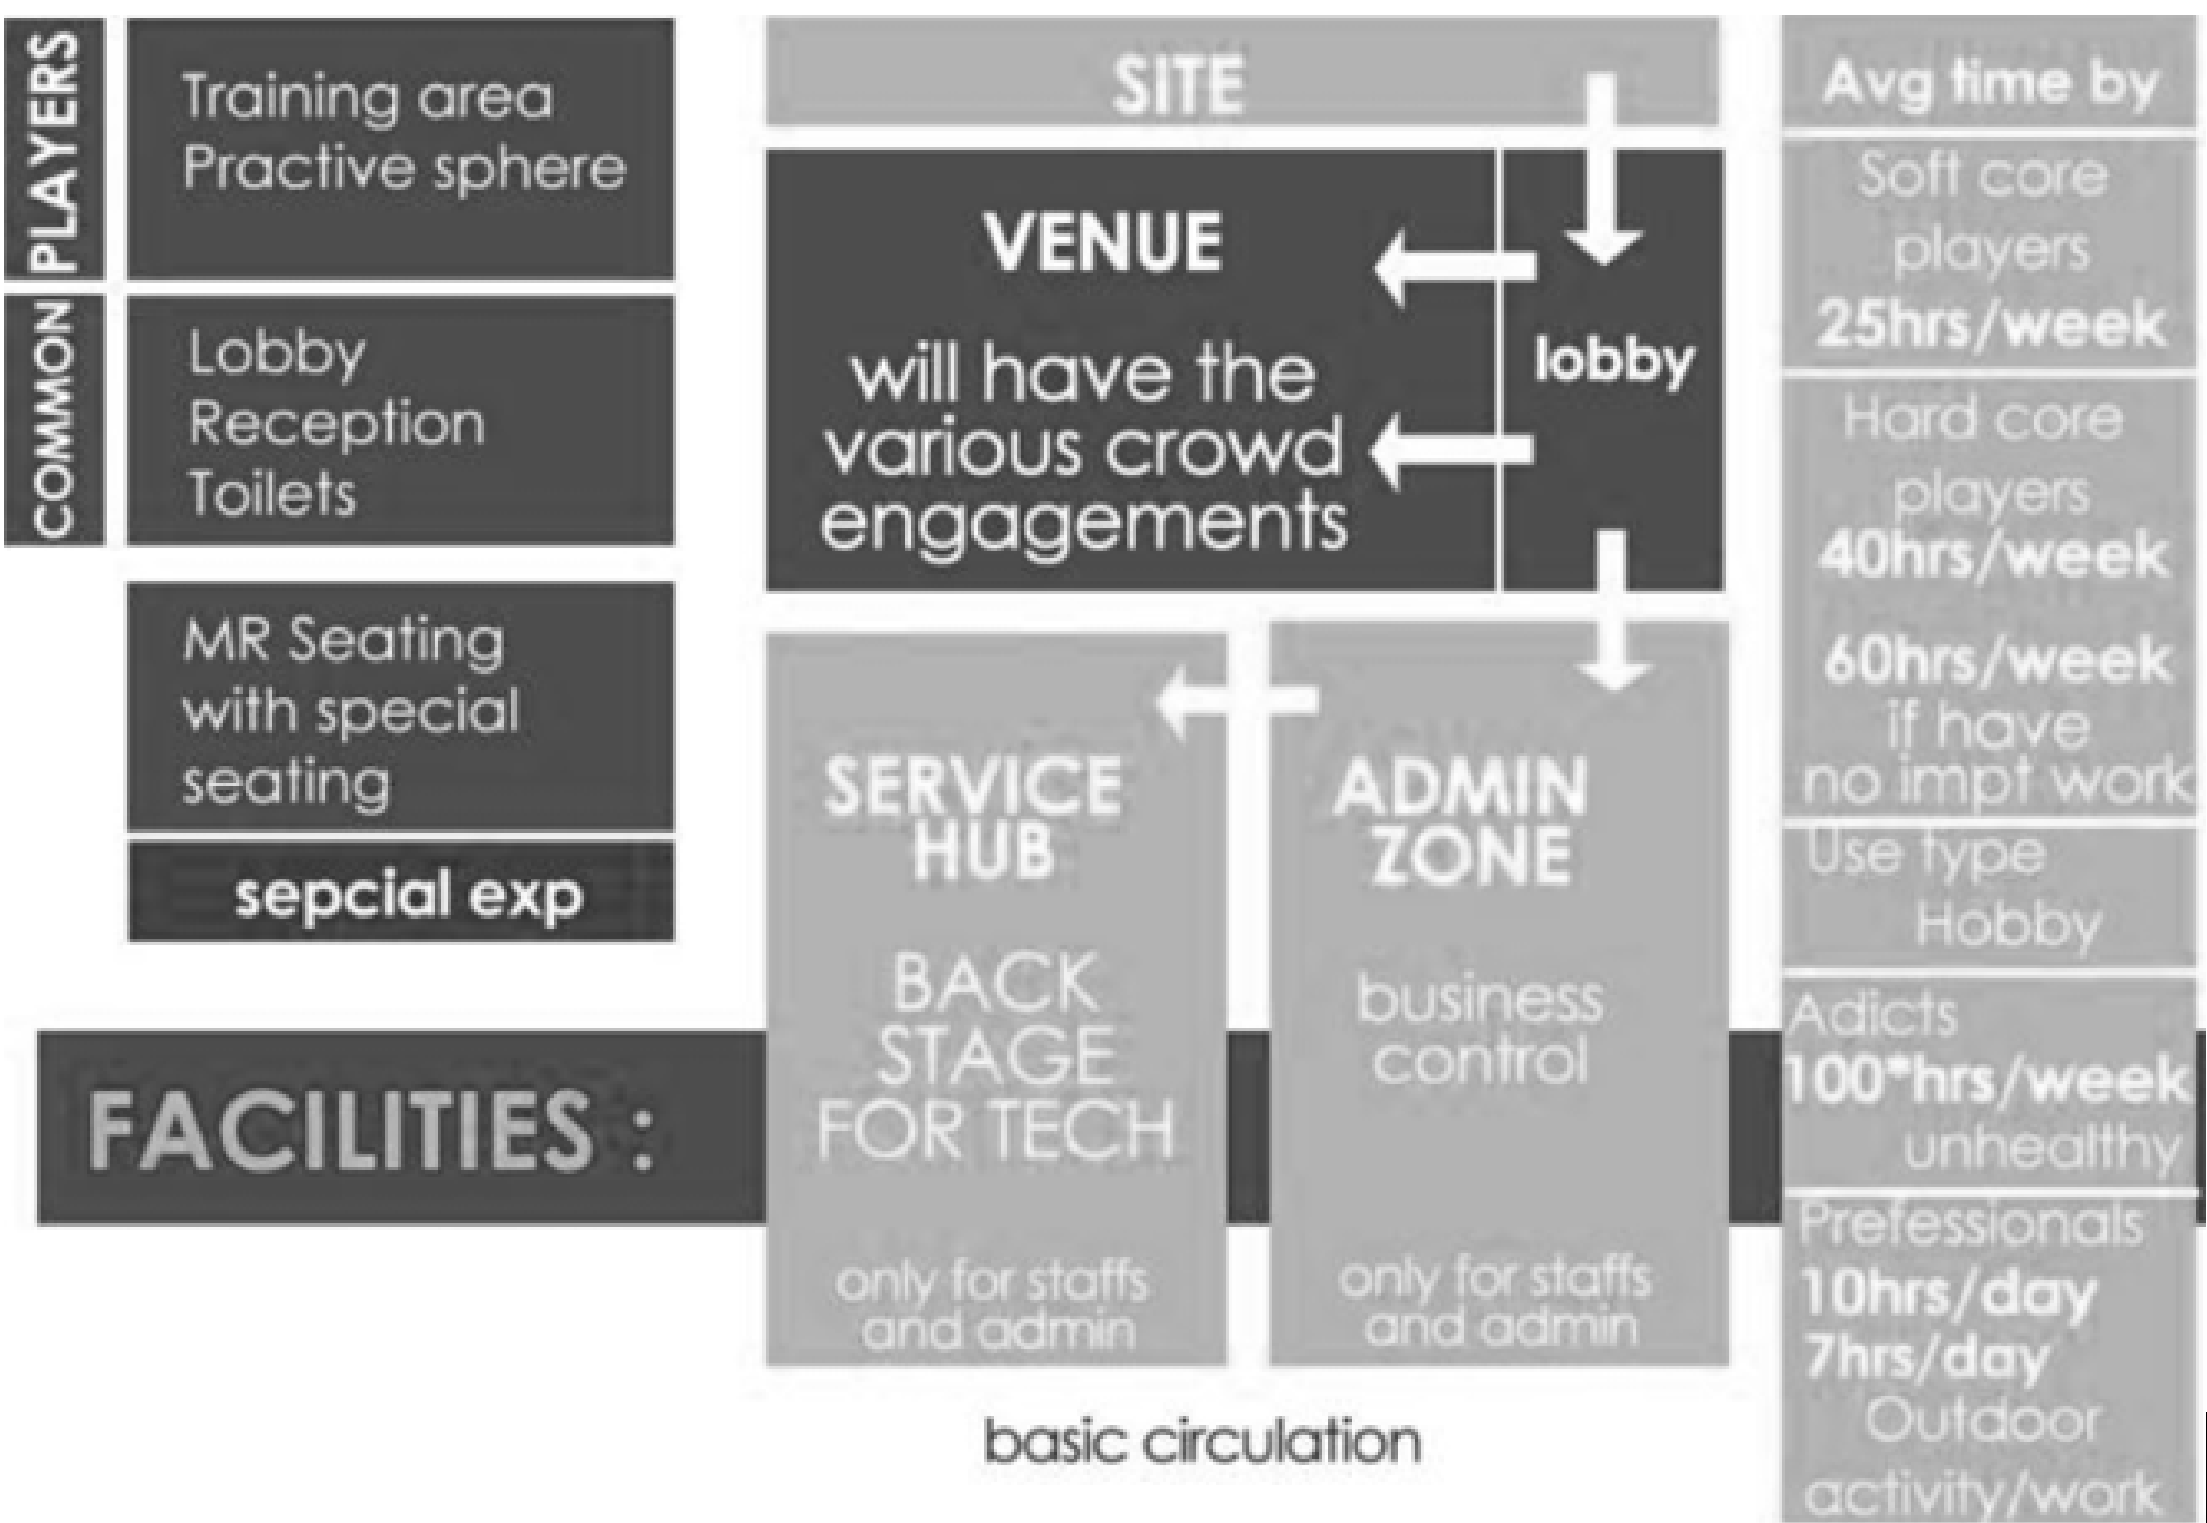 PLAYERS
Training area
Practive sphere
COMMON
Lobby
Reception
Toilets
MR Seating
with special
seating
sepcial exp
FACILITIES :
SITE
VENUE
will have the
various crowd
engagements
lobby
SERVICE
HUB
BACK
STAGE
FOR TECH
only for staffs
and admin
ADMIN
ZONE
business
control
only for staffs
and admin
basic circulation
Avg time by
Soft core
players
25hrs/week
Hard core
players
40hrs/week
60hrs/week
if have
no impt work
Use type
Hobby
Adicts
100*hrs/week
unhealthy
Prefessionals
10hrs/day
7hrs/day
Outdoor
activity/work